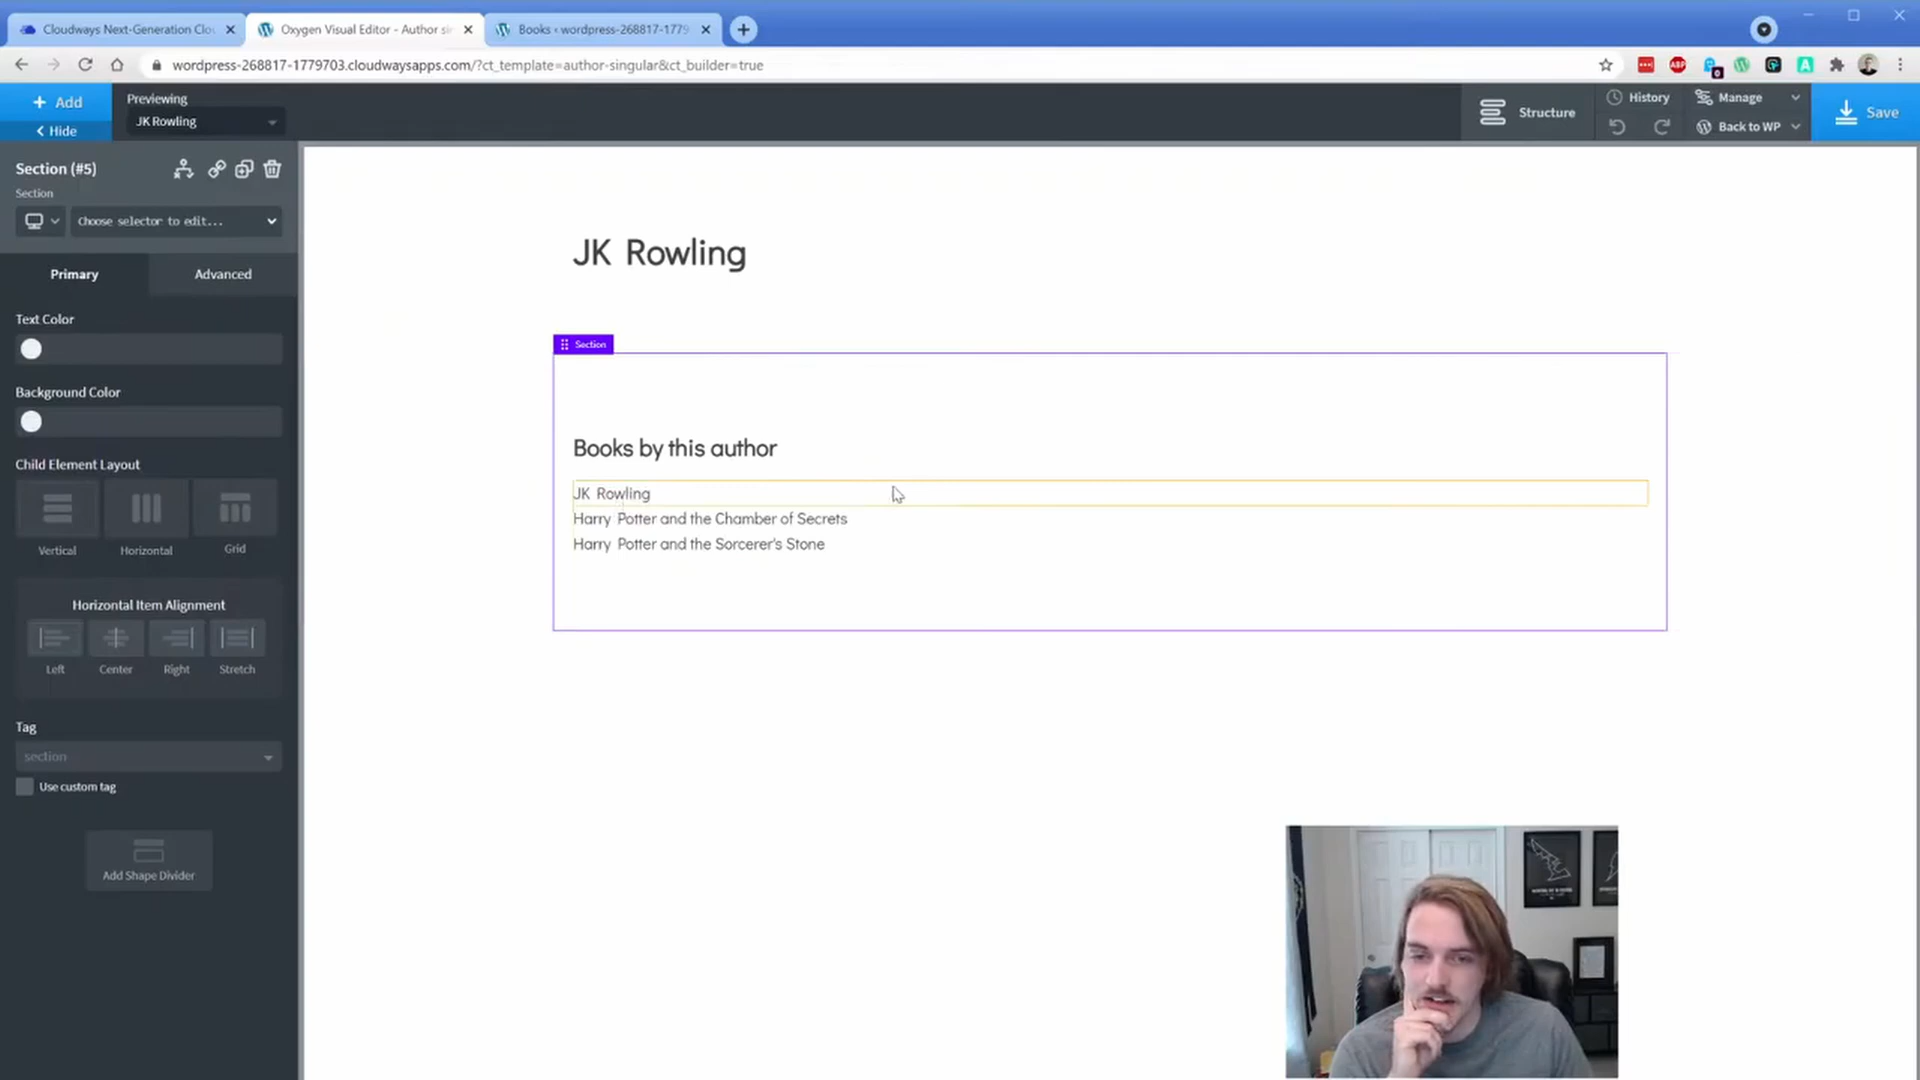 Cloudways Next-Generation Clou
Oxygen Visual Editor - Author si
Books ‹ wordpress-268817-1779
wordpress-268817-1779703.cloudwaysapps.com/?ct_template=author-singular&ct_builder=true
ABP
0
+ Add
Hide
Previewing
JK Rowling
Structure
History
Manage
Back to WP
Save
Section (#5)
Section
Choose selector to edit...
Primary
Advanced
Text Color
Background Color
Child Element Layout
Vertical
Horizontal
Grid
Horizontal Item Alignment
Left
Center
Right
Stretch
Tag
section
Use custom tag
Add Shape Divider
JK Rowling
Section
Books by this author
JK Rowling
Harry Potter and the Chamber of Secrets
Harry Potter and the Sorcerer's Stone